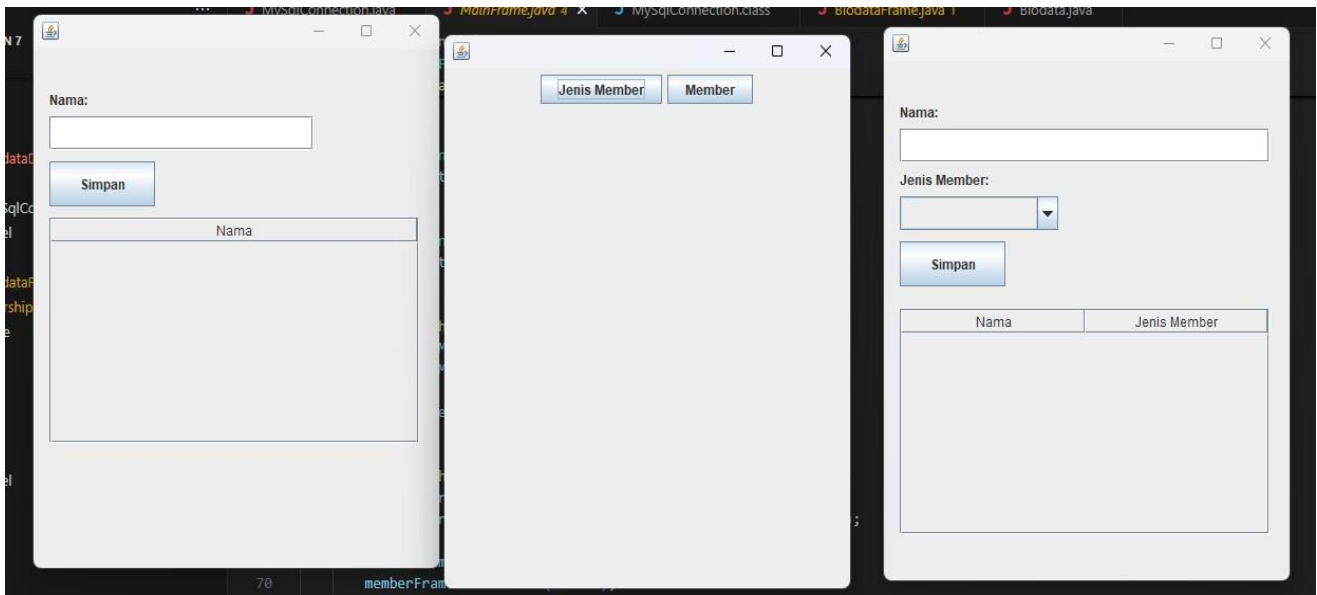 MySqlConnection.java
MainFrame.java 4
MySqlConnection.class
BiodataFrame.java 1
Biodata.java
N 7
Nama:
Simpan
Nama
Jenis Member
Member
Nama:
Jenis Member:
Simpan
Nama
Jenis Member
70
memberFram